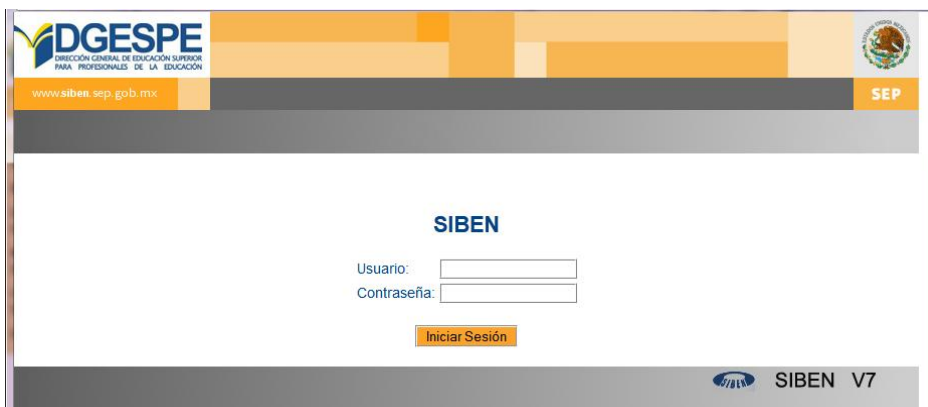 DGESPE
DIRECCIÓN GENERAL DE EDUCACIÓN SUPERIOR
PARA PROFESIONALES DE LA EDUCACIÓN
www.siben.sep.gob.mx
SEP
SIBEN
Usuario:
Contraseña:
Iniciar Sesión
SIBEN SIBEN V7